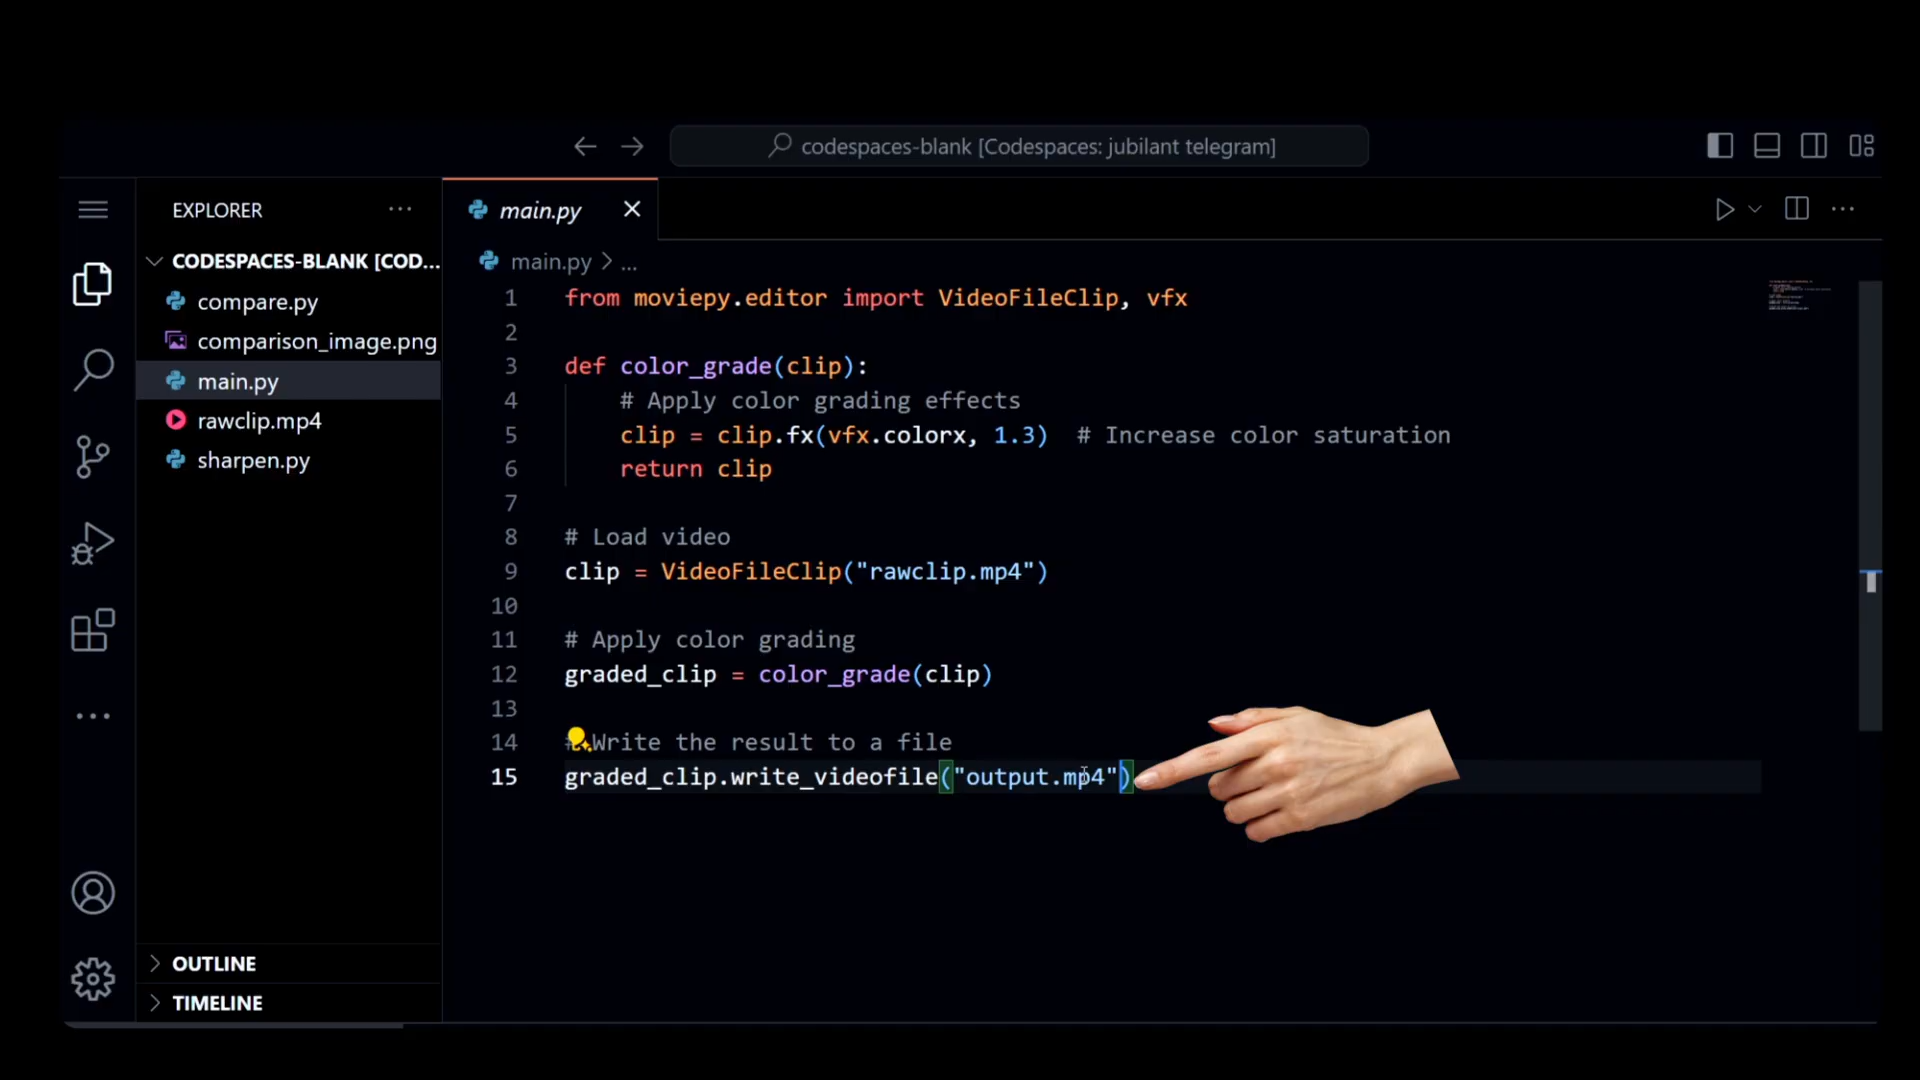 codespaces-blank [Codespaces: jubilant telegram]
EXPLORER
CODESPACES-BLANK [COD...
compare.py
comparison_image.png
main.py
rawclip.mp4
sharpen.py
OUTLINE
TIMELINE
main.py
main.py > ...
1 from moviepy.editor import VideoFileClip, vfx
2
3 def color_grade(clip):
4 # Apply color grading effects
5 clip = clip.fx(vfx.colorx, 1.3)  # Increase color saturation
6 return clip
7
8 # Load video
9 clip = VideoFileClip("rawclip.mp4")
10
11 # Apply color grading
12 graded_clip = color_grade(clip)
13
14 # Write the result to a file
15 graded_clip.write_videofile("output.mp4")